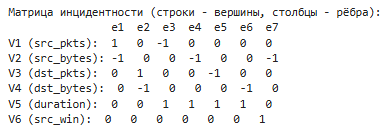 Матрица инцидентности (строки - вершины, столбцы - рёбра):
e1 e2 e3 e4 e5 e6 e7
V1 (src_pkts): 1 0 -1 0 0 0 0
V2 (src_bytes): -1 0 0 -1 0 0 -1
V3 (dst_pkts): 0 1 0 0 -1 0 0
V4 (dst_bytes): 0 -1 0 0 0 -1 0
V5 (duration): 0 0 1 1 1 1 0
V6 (src_win): 0 0 0 0 0 0 1